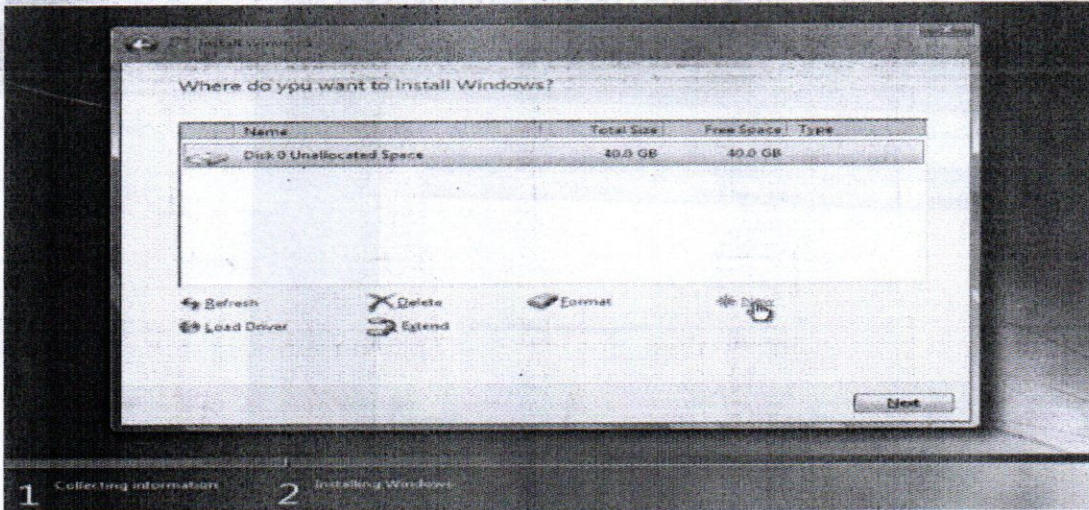 Install Windows
Where do you want to install Windows?
Name Total Size Free Space Type
Disk 0 Unallocated Space 40.0 GB 40.0 GB
Refresh Delete Format New
Load Driver Extend
Next
1 Collecting information 2 Installing Windows